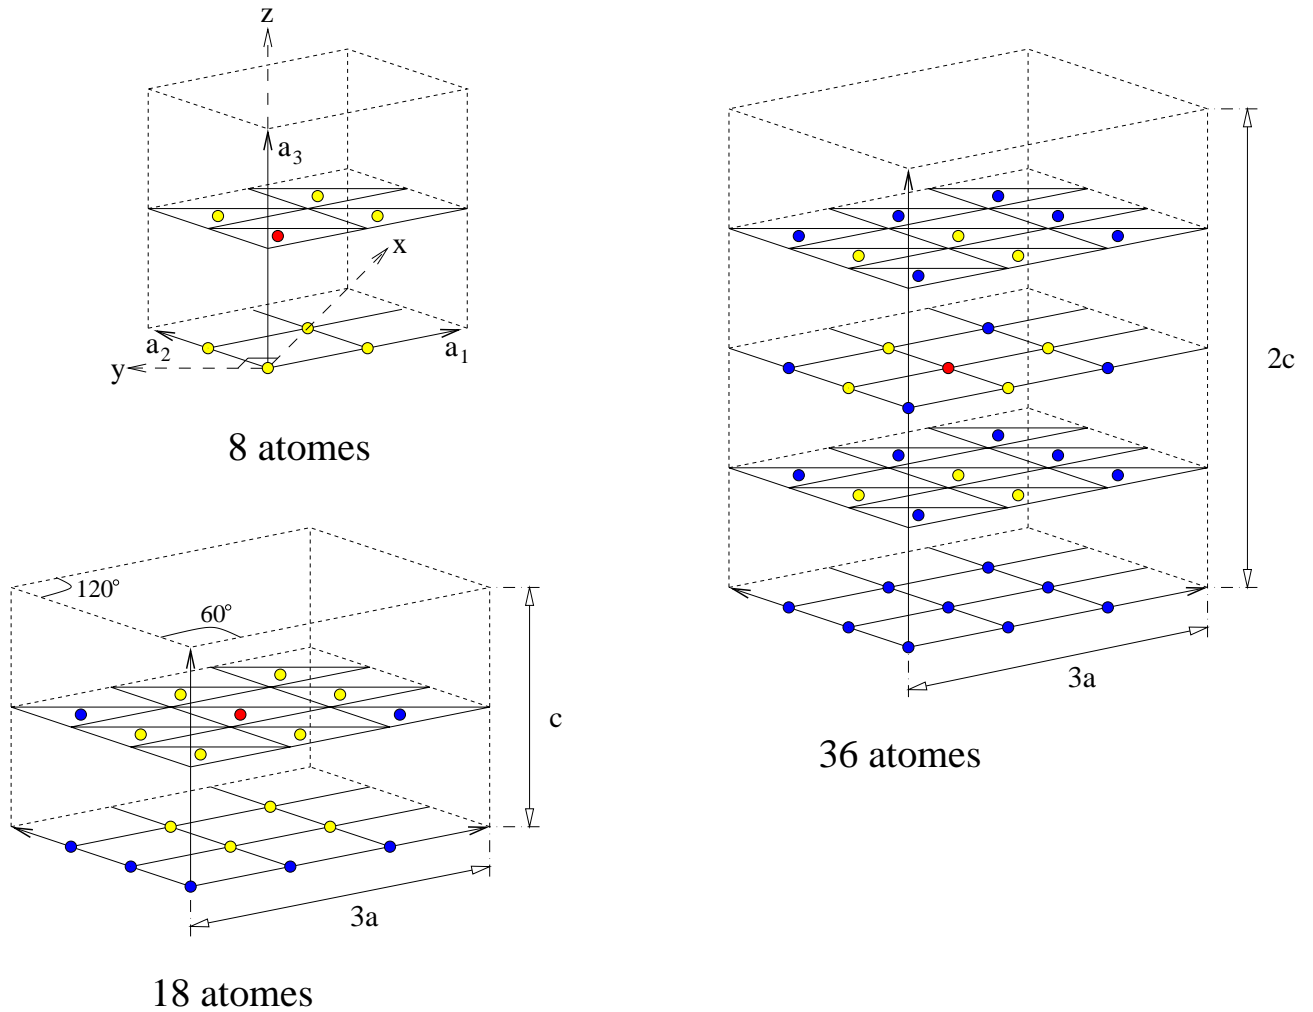 z
a3
x
a2
a1
y
8 atomes
120°
60°
c
3a
18 atomes
2c
3a
36 atomes